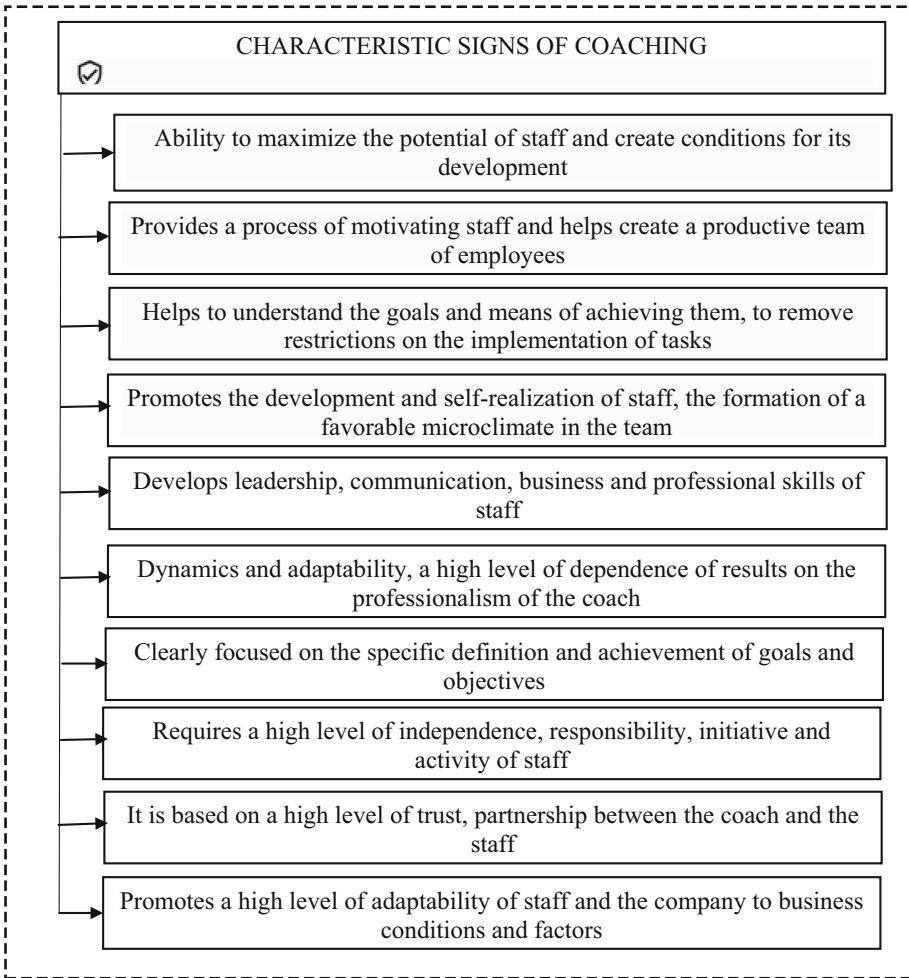 CHARACTERISTIC SIGNS OF COACHING
Ability to maximize the potential of staff and create conditions for its
development
Provides a process of motivating staff and helps create a productive team
of employees
Helps to understand the goals and means of achieving them, to remove
restrictions on the implementation of tasks
Promotes the development and self-realization of staff, the formation of a
favorable microclimate in the team
Develops leadership, communication, business and professional skills of
staff
Dynamics and adaptability, a high level of dependence of results on the
professionalism of the coach
Clearly focused on the specific definition and achievement of goals and
objectives
Requires a high level of independence, responsibility, initiative and
activity of staff
It is based on a high level of trust, partnership between the coach and the
staff
Promotes a high level of adaptability of staff and the company to business
conditions and factors